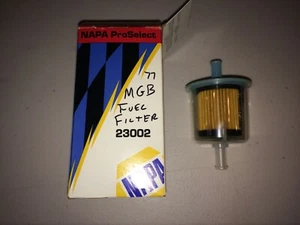 NAPA ProSelect
77
MGB
FUEL
FILTER
23002
NAPA